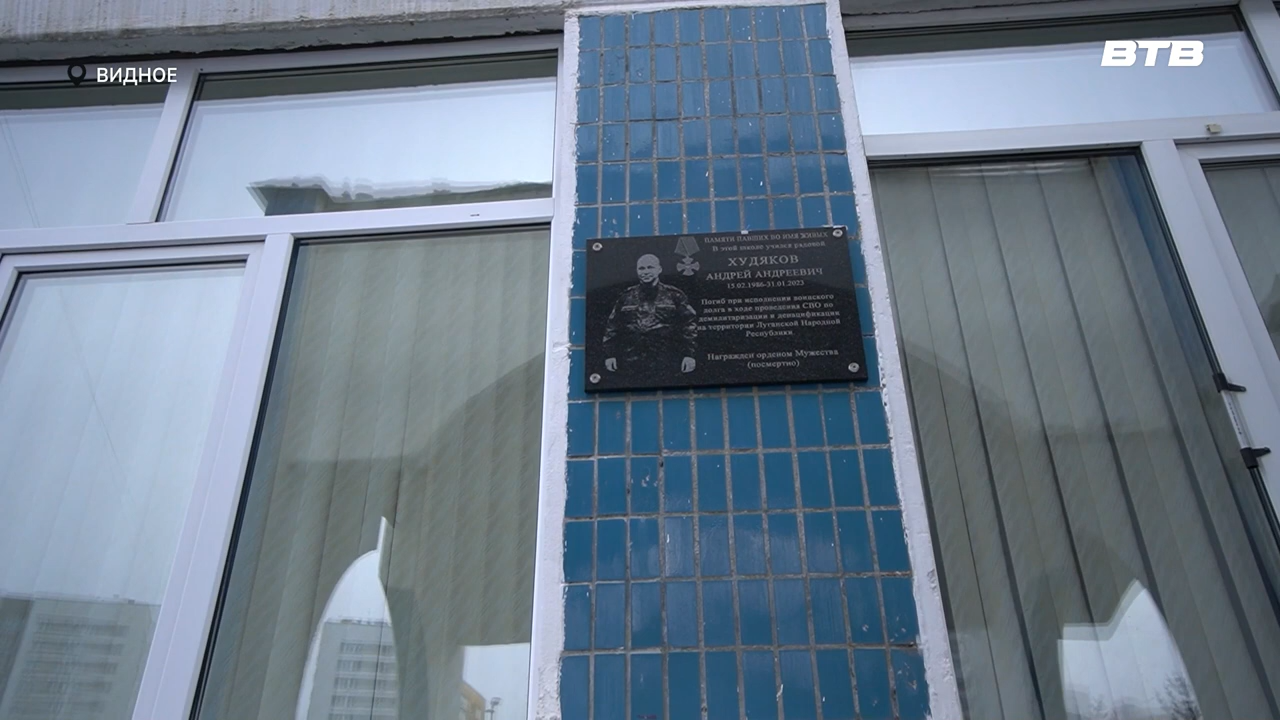 ВИДНОЕ
ВТВ
ПАМЯТИ ПАВШИХ ВО ИМЯ ЖИВЫХ
В этой школе учился рядовой
ХУДЯКОВ
АНДРЕЙ АНДРЕЕВИЧ
15.02.1986-31.01.2023
Погиб при исполнении воинского
долга в ходе проведения СВО по
демилитаризации и денацификации
на территории Луганской Народной
Республики
Награжден орденом Мужества
(посмертно)